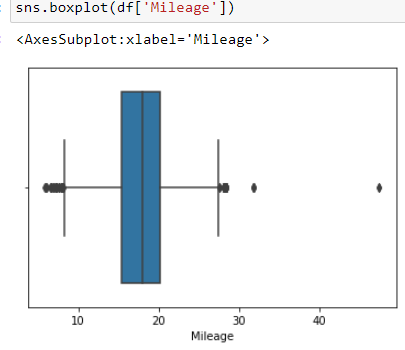 sns.boxplot(df['Mileage'])
<AxesSubplot:xlabel='Mileage'>
10 20 30 40
Mileage